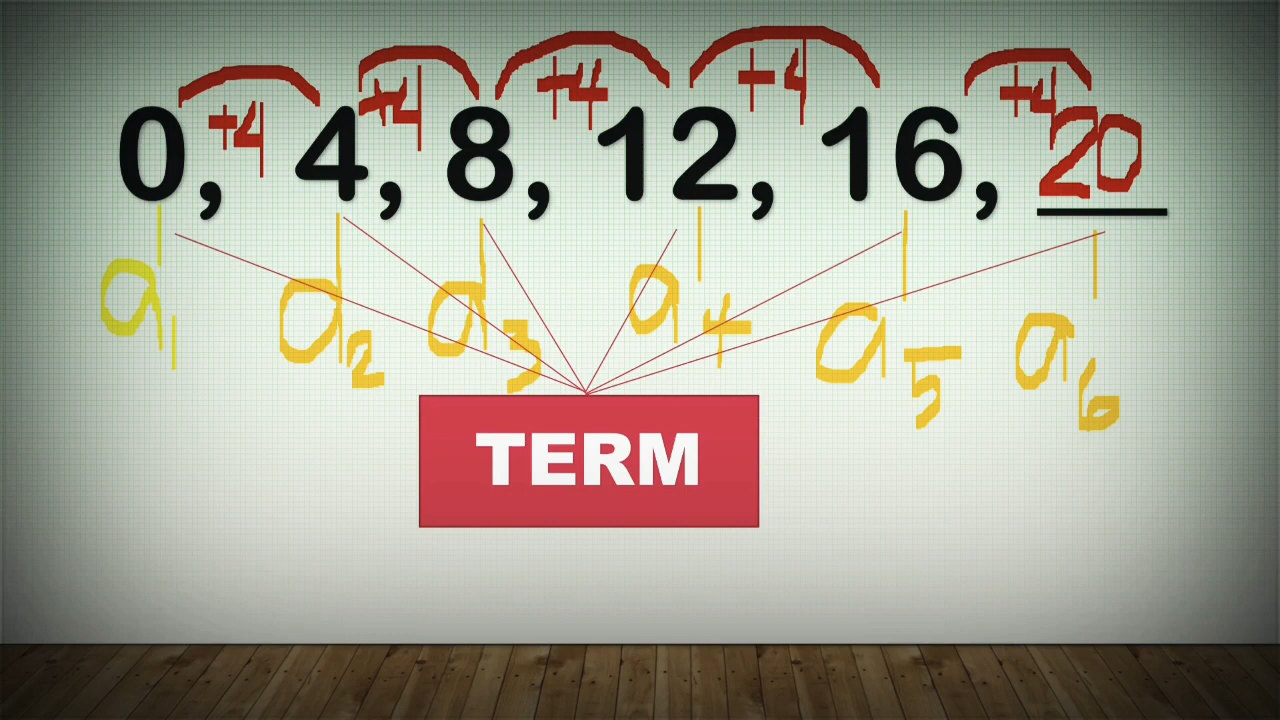 +4 +4 +4 +4 +4
0, 4, 8, 12, 16, 20
a1 a2 a3 a4 a5 a6
TERM